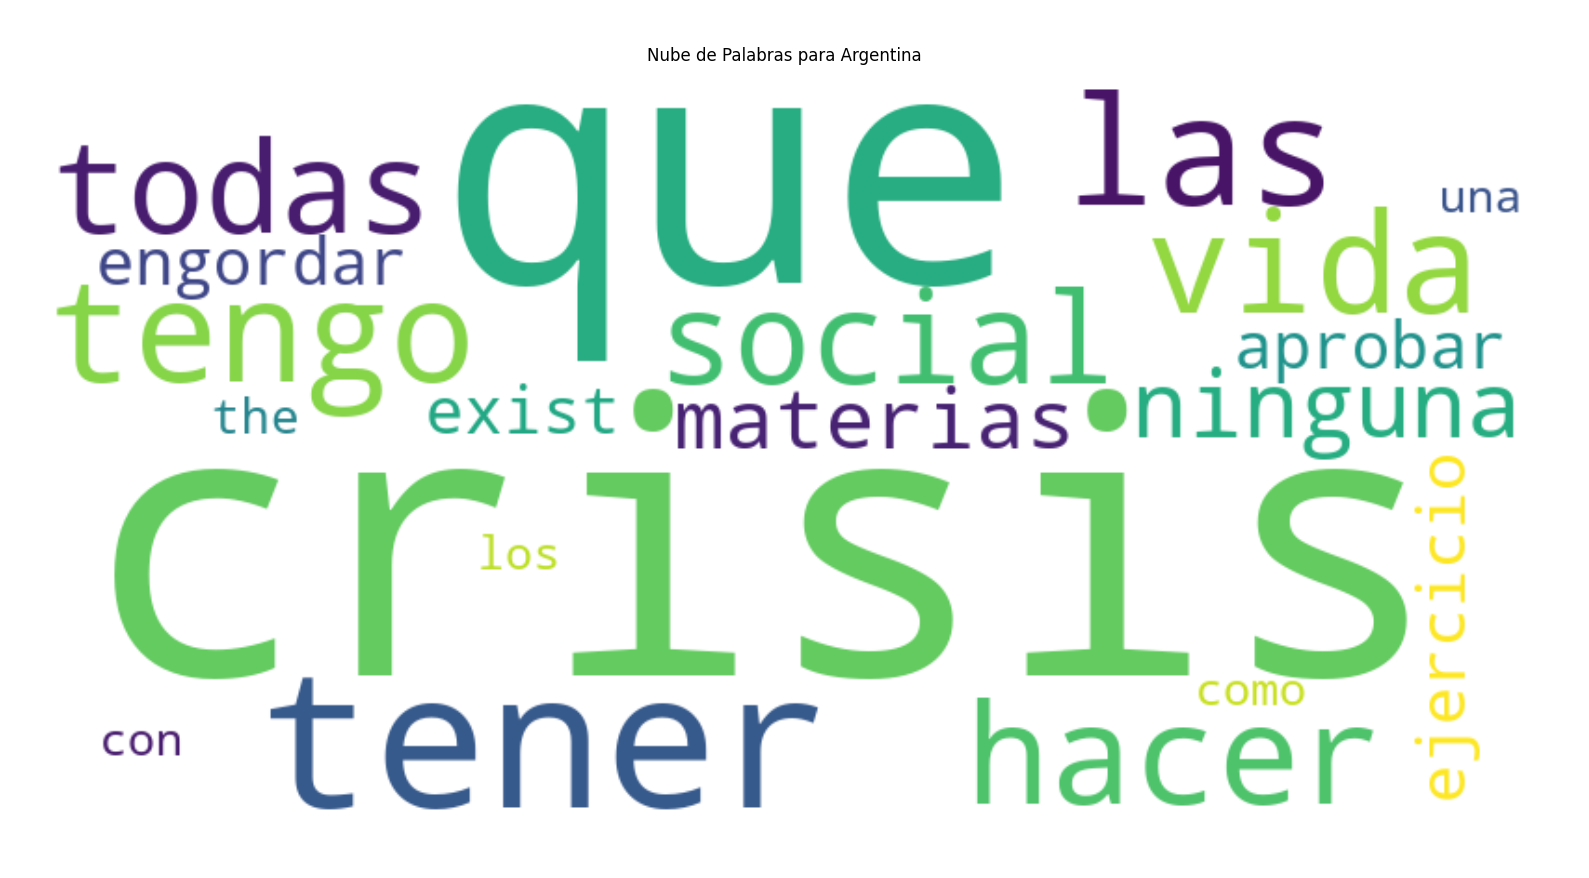 Nube de Palabras para Argentina
que
las
todas
una
engordar
vida
tengo
social
aprobar
the
exist
materias
ninguna
crisis
los
ejercicio
como
con
tener
hacer